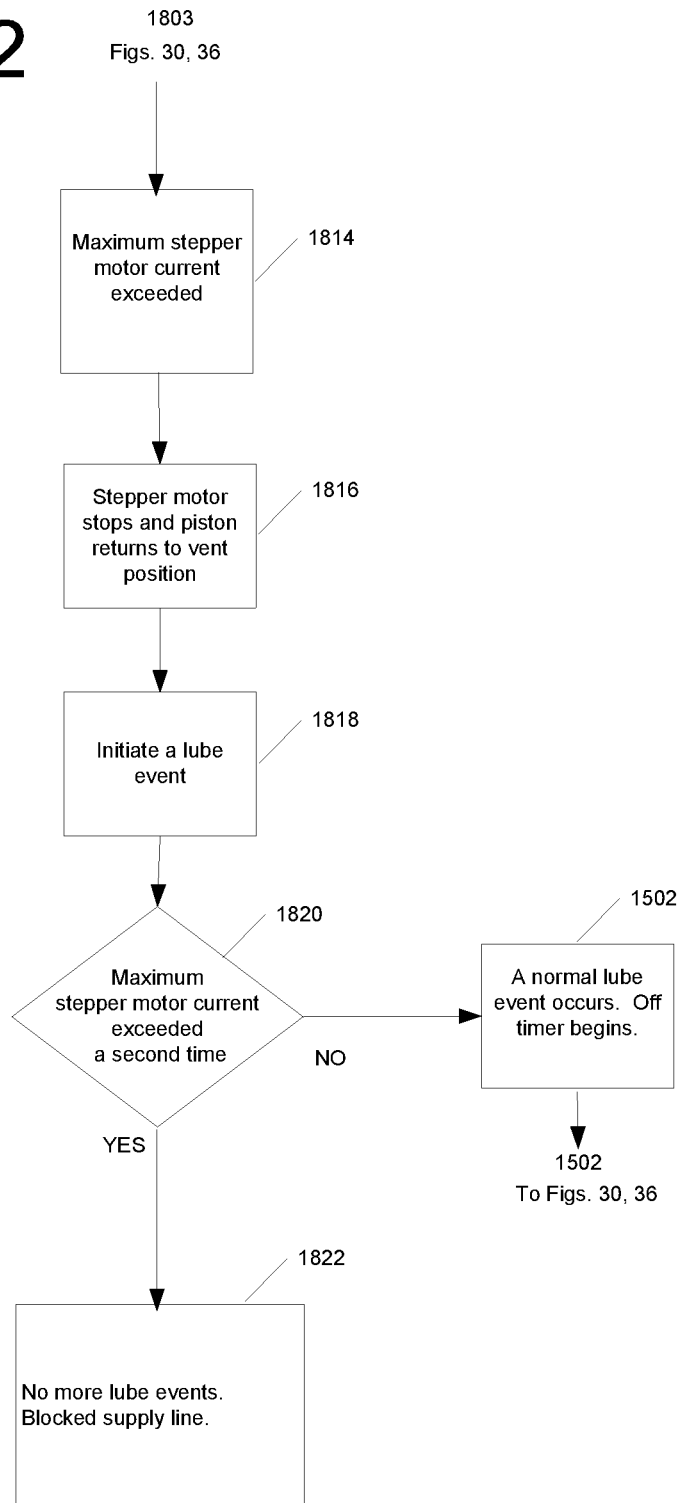 2
1803
Figs. 30, 36
Maximum stepper
motor current
exceeded
1814
Stepper motor
stops and piston
returns to vent
position
1816
Initiate a lube
event
1818
1820
Maximum
stepper motor current
exceeded
a second time
NO
YES
1502
A normal lube
event occurs.  Off
timer begins.
1502
To Figs. 30, 36
1822
No more lube events.
Blocked supply line.